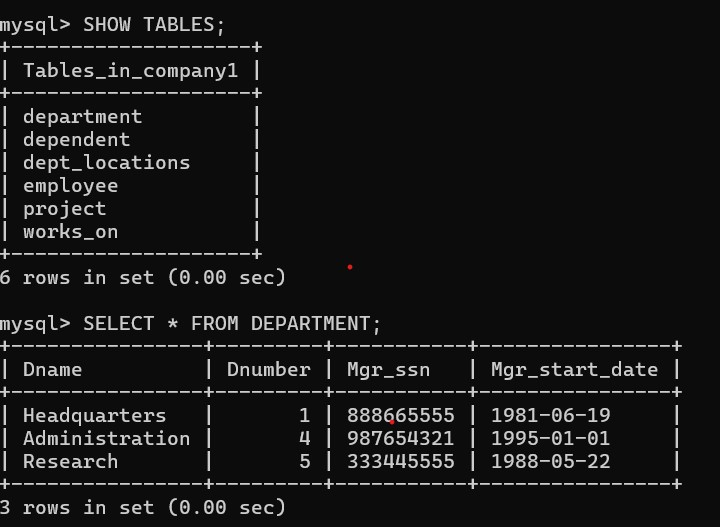 mysql> SHOW TABLES;
+--------------------+
| Tables_in_company1 |
+--------------------+
| department         |
| dependent          |
| dept_locations     |
| employee           |
| project            |
| works_on           |
+--------------------+
6 rows in set (0.00 sec)

mysql> SELECT * FROM DEPARTMENT;
+----------------+---------+-----------+----------------+
| Dname          | Dnumber | Mgr_ssn   | Mgr_start_date |
+----------------+---------+-----------+----------------+
| Headquarters   |       1 | 888665555 | 1981-06-19     |
| Administration |       4 | 987654321 | 1995-01-01     |
| Research       |       5 | 333445555 | 1988-05-22     |
+----------------+---------+-----------+----------------+
3 rows in set (0.00 sec)